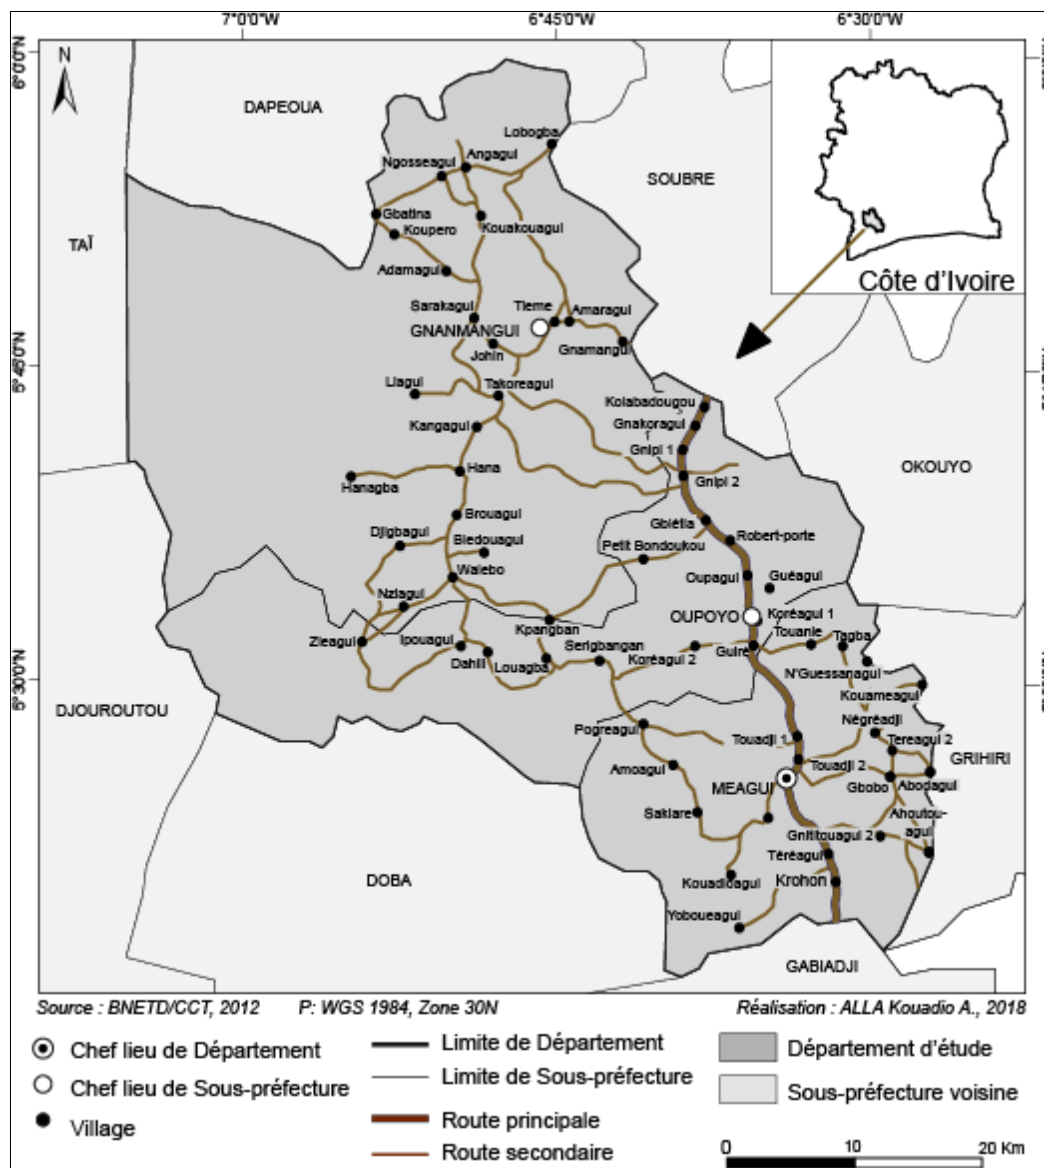 7°0'0"W
6°45'0"W
6°30'0"W
6°0'0"N
N
DAPEOUA
Lobogba
Ngosseagui
Angagui
SOUBRE
Gbatina
Koupero
Kouakouagui
TAÏ
Adamagui
Côte d'Ivoire
Sarakagui
Tieme
Amaragui
GNANMANGUI
Johin
Gnamangui
6°45'0"N
Liagui
Takoreagui
Kolabadougou
Kangagui
Gnakoragui
Gnipi 1
OKOUYO
Hana
Hanagba
Gnipi 2
Brouagui
Gbiétia
Djigbagui
Biedouagui
Robert-porte
Petit Bondoukou
Walebo
Oupagui
Guéagui
Nziagui
OUPOYO
Koréagui 1
Kpangban
Touanie
Tagba
Zieagui
Ipouagui
Serigbangan
Dahili
Louagba
Koréagui 2
Guiré
N'Guessanagui
6°30'0"N
Kouameagui
DJOUROUTOU
Pogreagui
Négréadji
Touadji 1
Tereagui 2
GRIHIRI
Amoagui
Touadji 2
MEAGUI
Gbobo
Abodagui
Sakiare
Ahoutou-
agui
Gnititouagui 2
Téréagui
DOBA
Kouadioagui
Krohon
Yoboueagui
GABIADJI
Source : BNETD/CCT, 2012
P: WGS 1984, Zone 30N
Réalisation : ALLA Kouadio A., 2018
Chef lieu de Département
Limite de Département
Département d'étude
Chef lieu de Sous-préfecture
Limite de Sous-préfecture
Sous-préfecture voisine
Village
Route principale
Route secondaire
0
10
20 Km